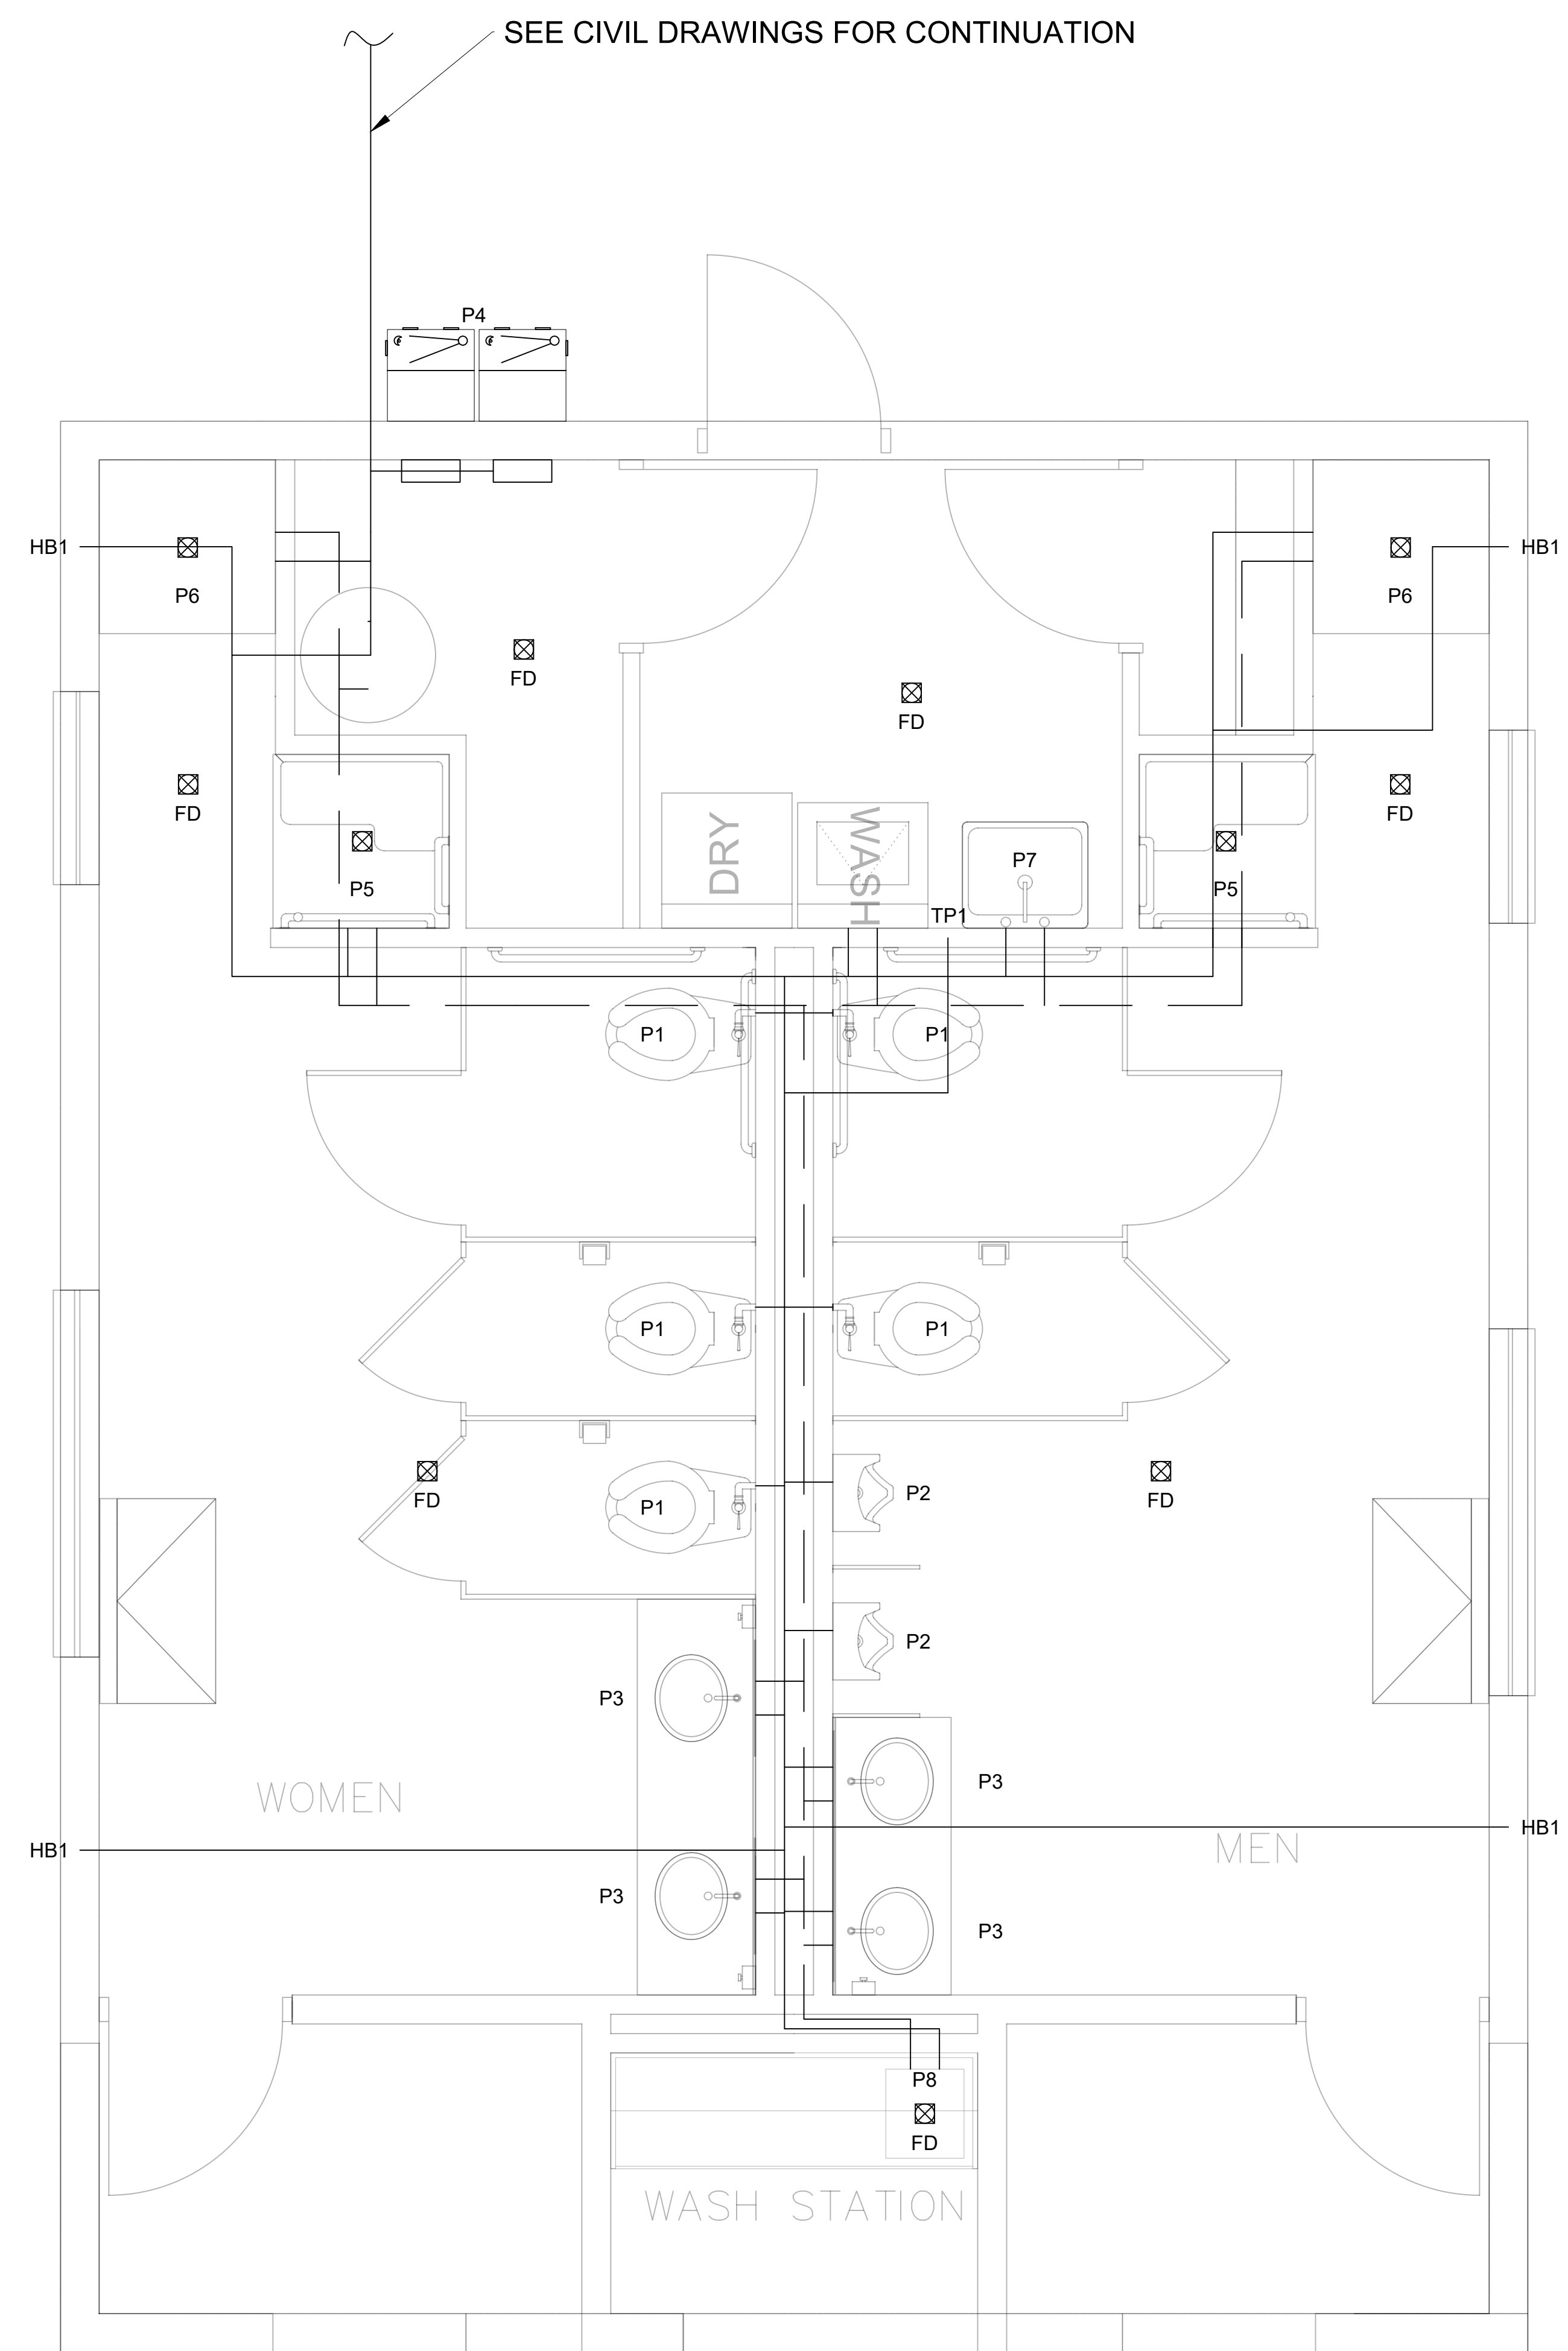 SEE CIVIL DRAWINGS FOR CONTINUATION
P4
HB1
HB1
P6
P6
FD
FD
FD
FD
DRY
WASH
P7
P5
P5
TP1
P1
P1
P1
P1
P1
P2
FD
FD
P2
P3
P3
WOMEN
MEN
HB1
HB1
P3
P3
P8
FD
WASH STATION